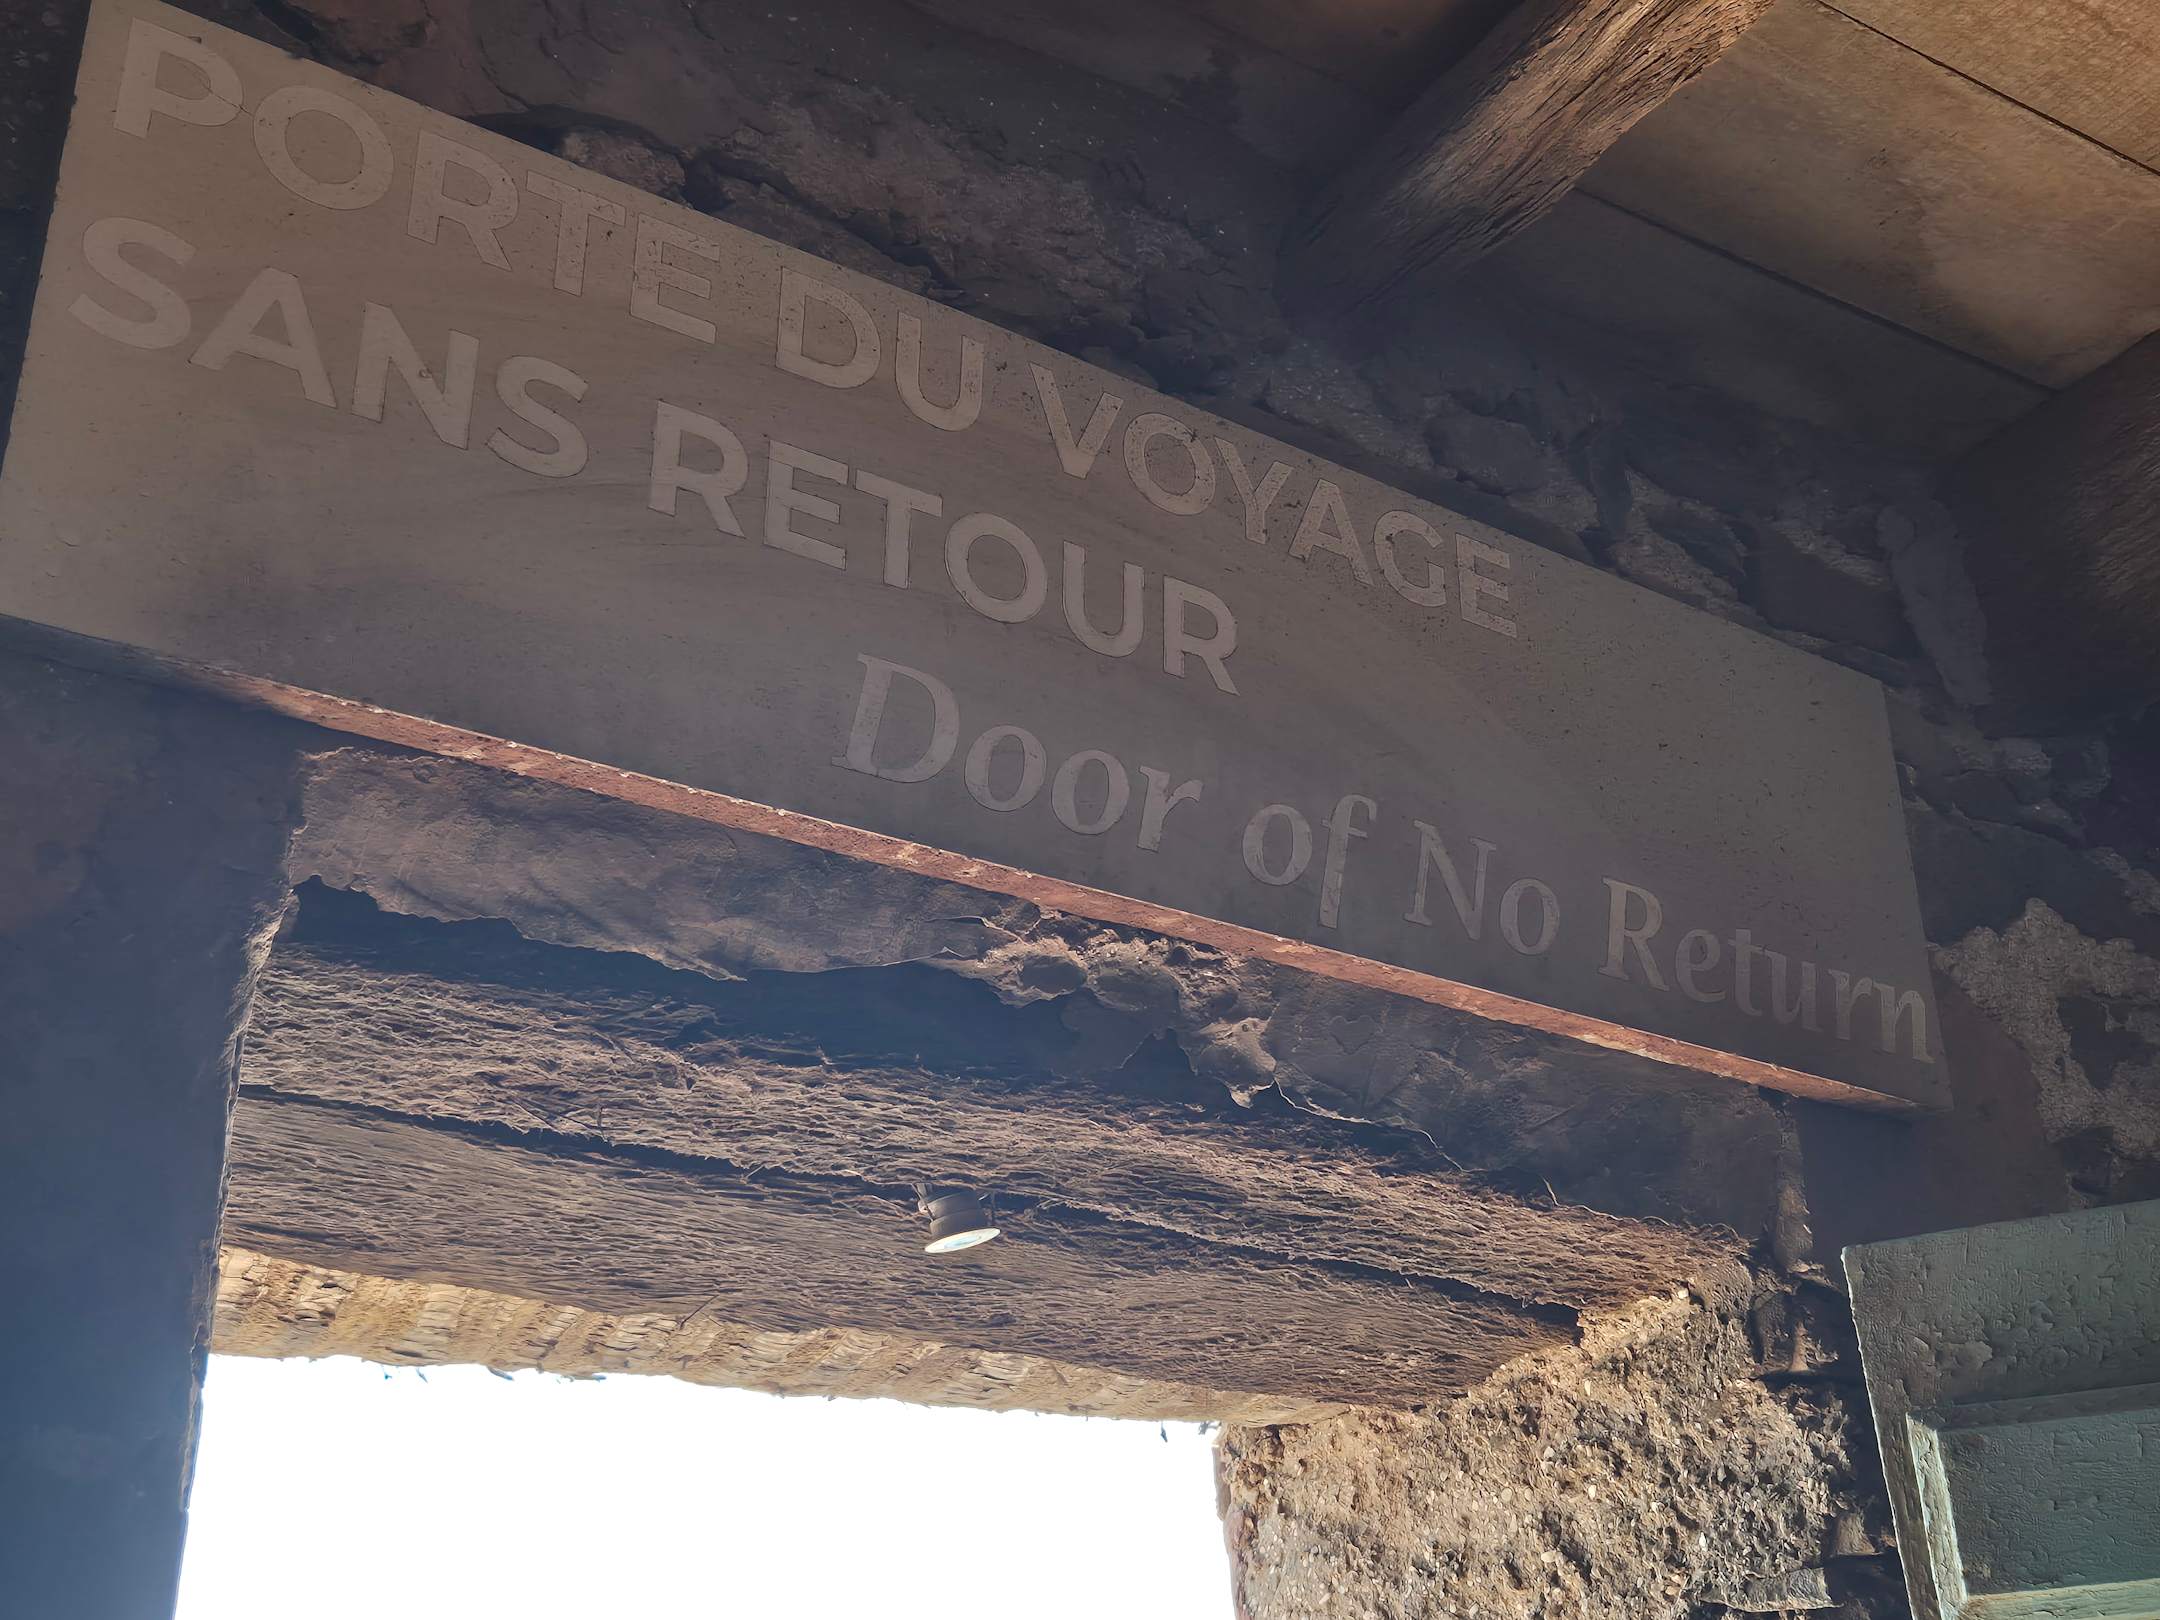 PORTE DU VOYAGE
SANS RETOUR
Door of No Return